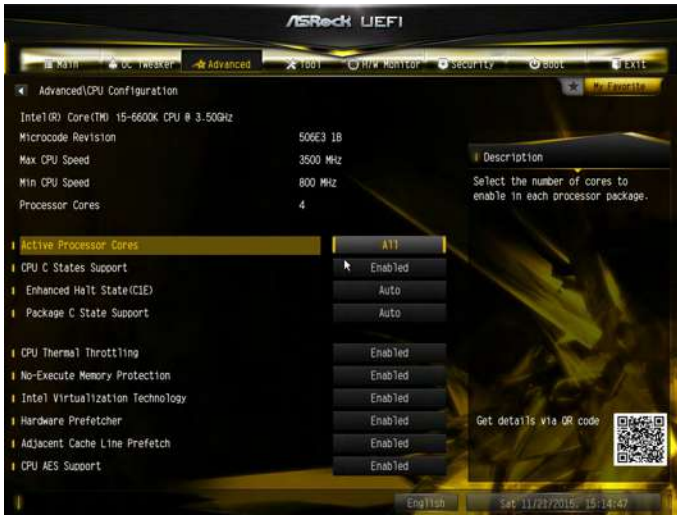 ASRock UEFI
Main OC Tweaker Advanced Tool H/W Monitor Security Boot Exit
Advanced\CPU Configuration
My Favorite
Intel(R) Core(TM) i5-6600K CPU @ 3.50GHz
Microcode Revision 506E3 1B
Max CPU Speed 3500 MHz
Min CPU Speed 800 MHz
Processor Cores 4
Description
Select the number of cores to
enable in each processor package.
Active Processor Cores All
CPU C States Support Enabled
Enhanced Halt State(C1E) Auto
Package C State Support Auto
CPU Thermal Throttling Enabled
No-Execute Memory Protection Enabled
Intel Virtualization Technology Enabled
Hardware Prefetcher Enabled
Adjacent Cache Line Prefetch Enabled
CPU AES Support Enabled
Get details via QR code
English
Sat 11/21/2015, 15:14:47